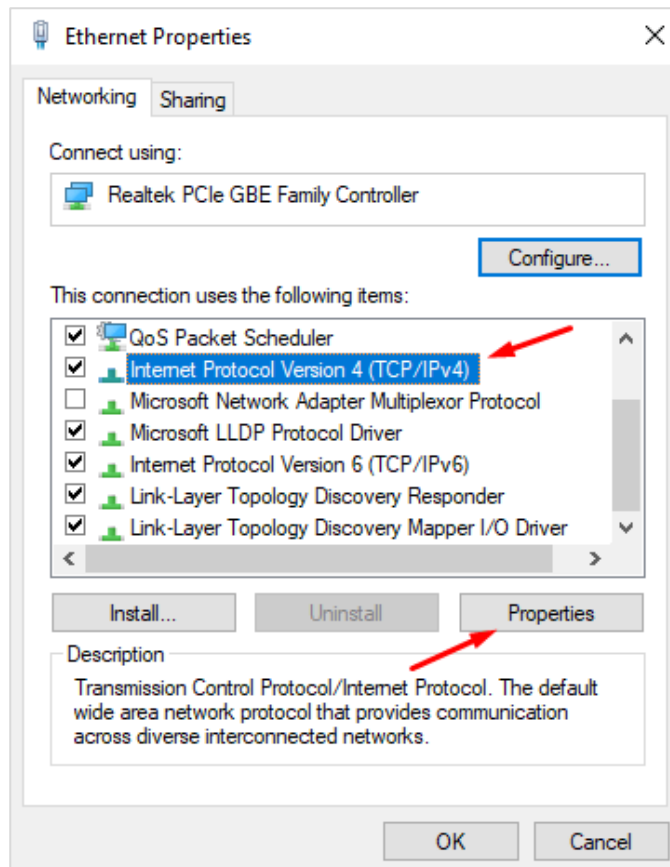 Ethernet Properties
Networking
Sharing
Connect using:
Realtek PCIe GBE Family Controller
Configure...
This connection uses the following items:
QoS Packet Scheduler
Internet Protocol Version 4 (TCP/IPv4)
Microsoft Network Adapter Multiplexor Protocol
Microsoft LLDP Protocol Driver
Internet Protocol Version 6 (TCP/IPv6)
Link-Layer Topology Discovery Responder
Link-Layer Topology Discovery Mapper I/O Driver
Install...
Uninstall
Properties
Description
Transmission Control Protocol/Internet Protocol. The default
wide area network protocol that provides communication
across diverse interconnected networks.
OK
Cancel